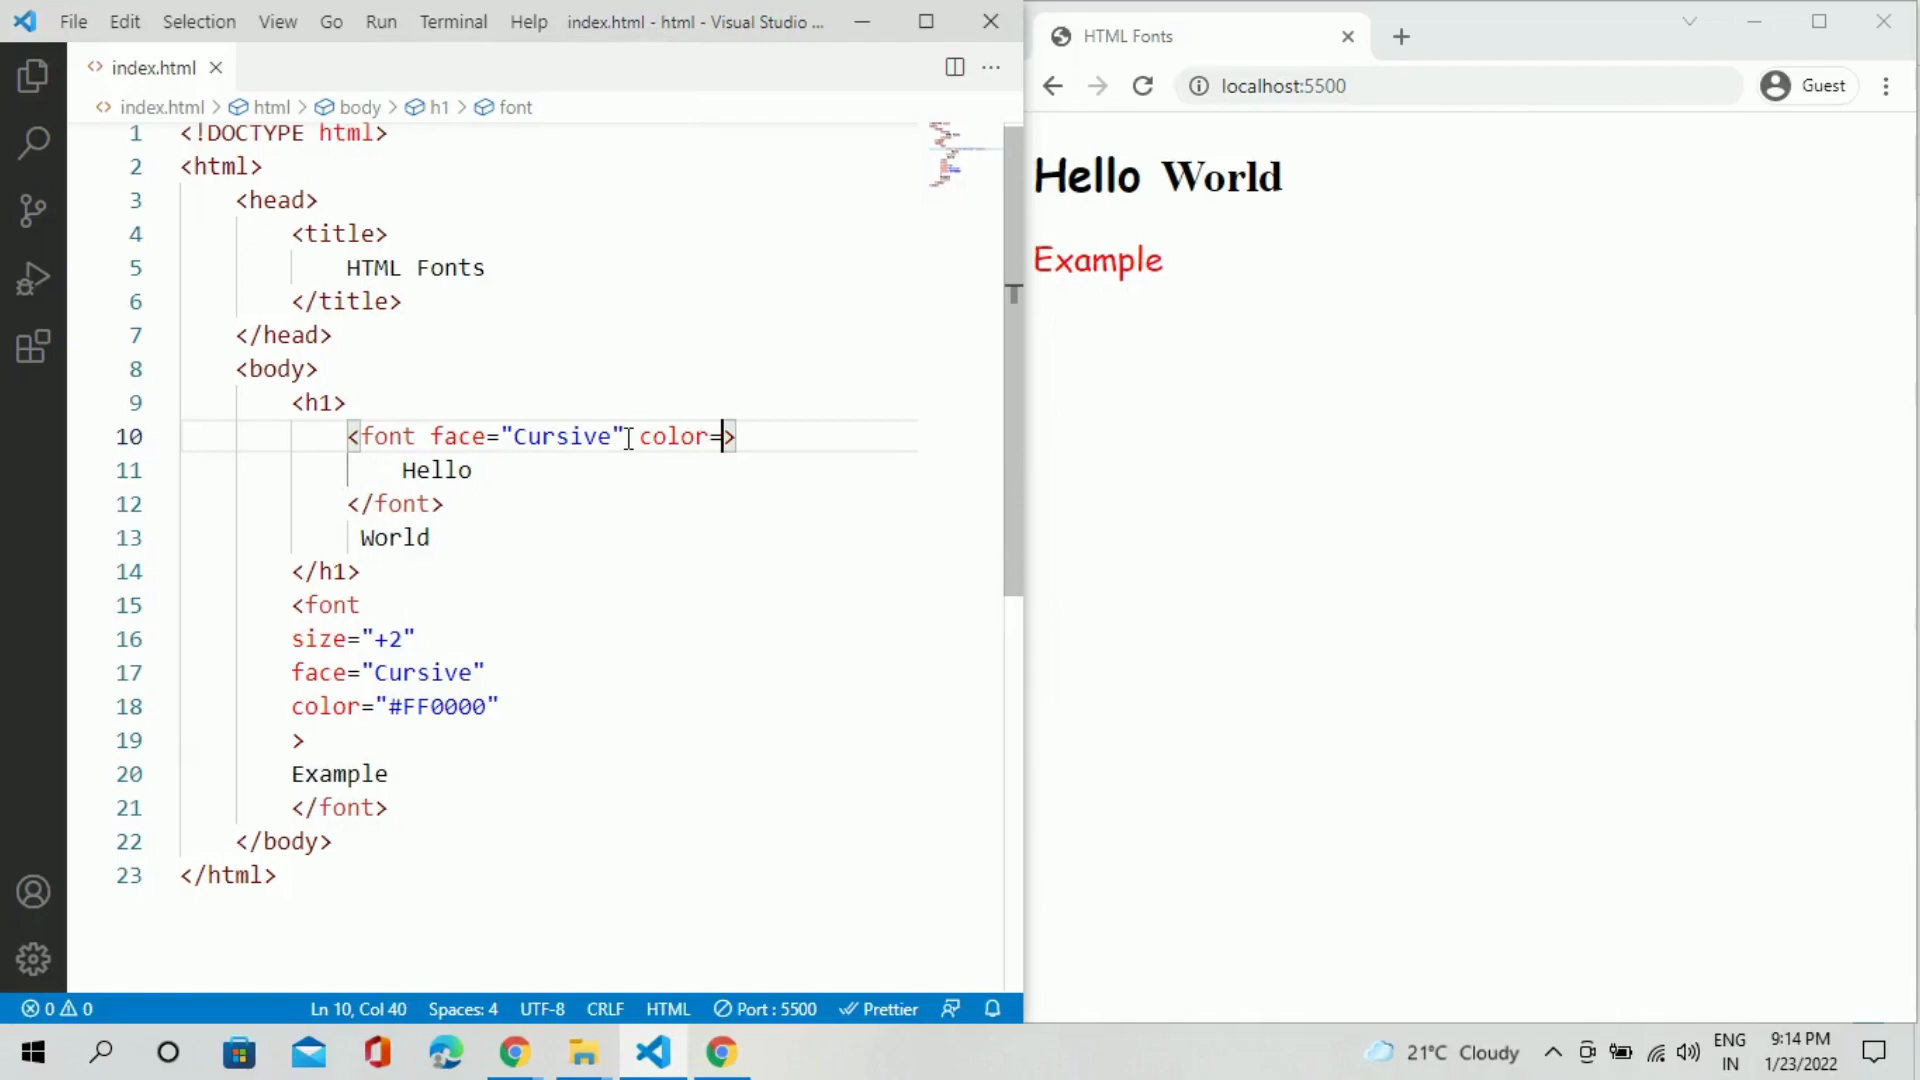 File Edit Selection View Go Run Terminal Help index.html - html - Visual Studio ...
index.html
index.html > html > body > h1 > font
1 <!DOCTYPE html>
2 <html>
3 <head>
4 <title>
5 HTML Fonts
6 </title>
7 </head>
8 <body>
9 <h1>
10 <font face="Cursive" color=>
11 Hello
12 </font>
13 World
14 </h1>
15 <font
16 size="+2"
17 face="Cursive"
18 color="#FF0000"
19 >
20 Example
21 </font>
22 </body>
23 </html>
0 0 Ln 10, Col 40 Spaces: 4 UTF-8 CRLF HTML Port : 5500 Prettier
HTML Fonts
localhost:5500 Guest
Hello World
Example
21°C Cloudy ENG 9:14 PM
IN 1/23/2022